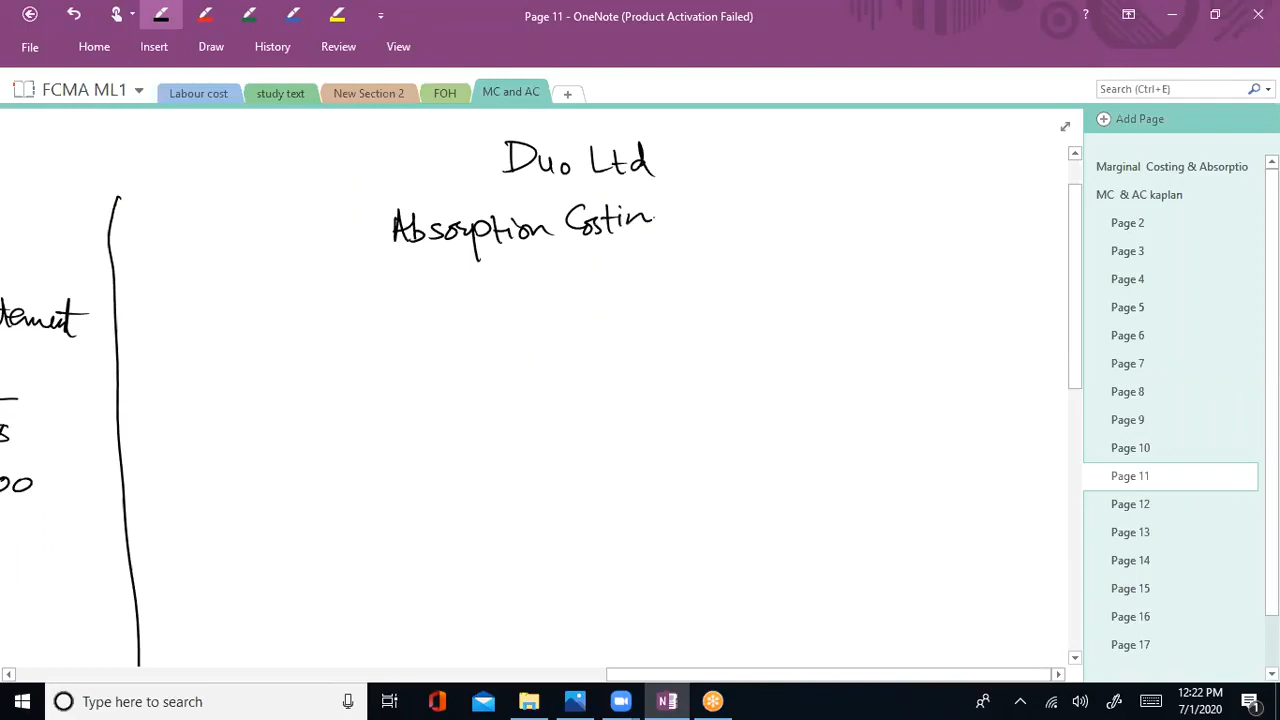 Page 11 - OneNote (Product Activation Failed)
?
File Home Insert Draw History Review View
FCMA ML1
Labour cost study text New Section 2 FOH MC and AC
Search (Ctrl+E)
Add Page
Duo Ltd
Absorption Costin
tement
00
Marginal Costing & Absorptio
MC & AC kaplan
Page 2
Page 3
Page 4
Page 5
Page 6
Page 7
Page 8
Page 9
Page 10
Page 11
Page 12
Page 13
Page 14
Page 15
Page 16
Page 17
Type here to search
12:22 PM
7/1/2020
1